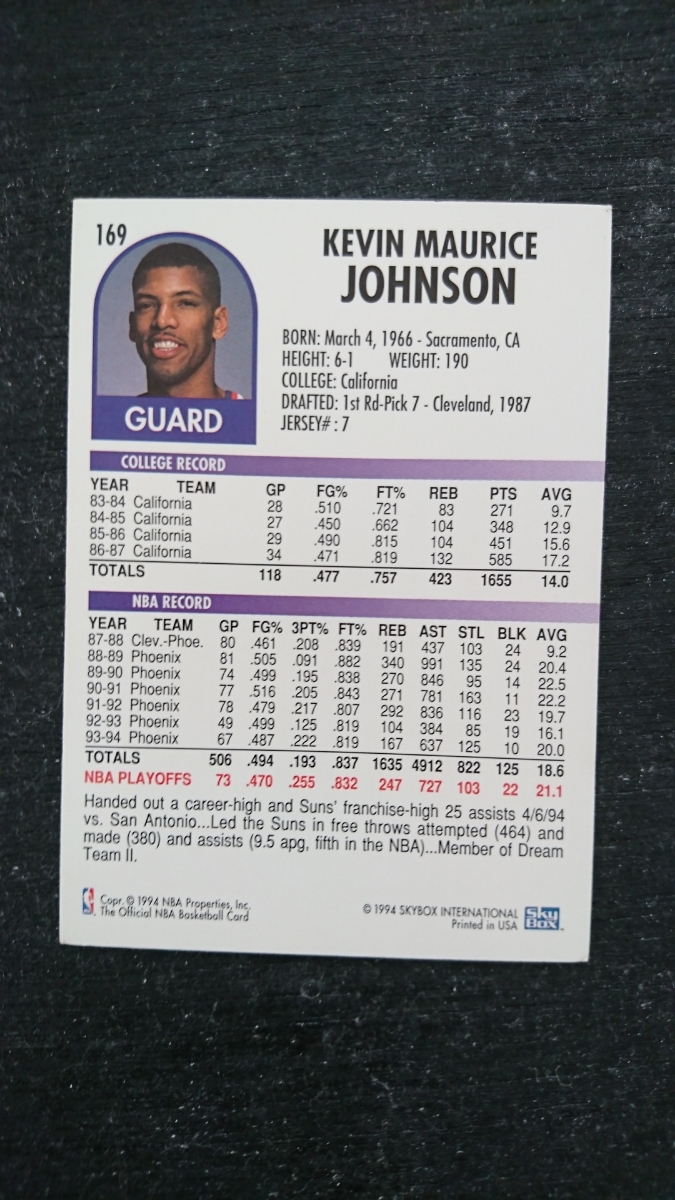 169
KEVIN MAURICE
JOHNSON
BORN: March 4, 1966 - Sacramento, CA
HEIGHT: 6-1 WEIGHT: 190
COLLEGE: California
DRAFTED: 1st Rd-Pick 7 - Cleveland, 1987
JERSEY# : 7
GUARD
COLLEGE RECORD
YEAR TEAM GP FG% FT% REB PTS AVG
83-84 California 28 .510 .721 83 271 9.7
84-85 California 27 .450 .662 104 348 12.9
85-86 California 29 .490 .815 104 451 15.6
86-87 California 34 .471 .819 132 585 17.2
TOTALS 118 .477 .757 423 1655 14.0
NBA RECORD
YEAR TEAM GP FG% 3PT% FT% REB AST STL BLK AVG
87-88 Clev.-Phoe. 80 .461 .208 .839 191 437 103 24 9.2
88-89 Phoenix 81 .505 .091 .882 340 991 135 24 20.4
89-90 Phoenix 74 .499 .195 .838 270 846 95 14 22.5
90-91 Phoenix 77 .516 .205 .843 271 781 163 11 22.2
91-92 Phoenix 78 .479 .217 .807 292 836 116 23 19.7
92-93 Phoenix 49 .499 .125 .819 104 384 85 19 16.1
93-94 Phoenix 67 .487 .222 .819 167 637 125 10 20.0
TOTALS 506 .494 .193 .837 1635 4912 822 125 18.6
NBA PLAYOFFS 73 .470 .255 .832 247 727 103 22 21.1
Handed out a career-high and Suns' franchise-high 25 assists 4/6/94
vs. San Antonio...Led the Suns in free throws attempted (464) and
made (380) and assists (9.5 apg, fifth in the NBA)...Member of Dream
Team II.
Copr. © 1994 NBA Properties, Inc.
The Official NBA Basketball Card
© 1994 SKYBOX INTERNATIONAL
Printed in USA
SkyBox™